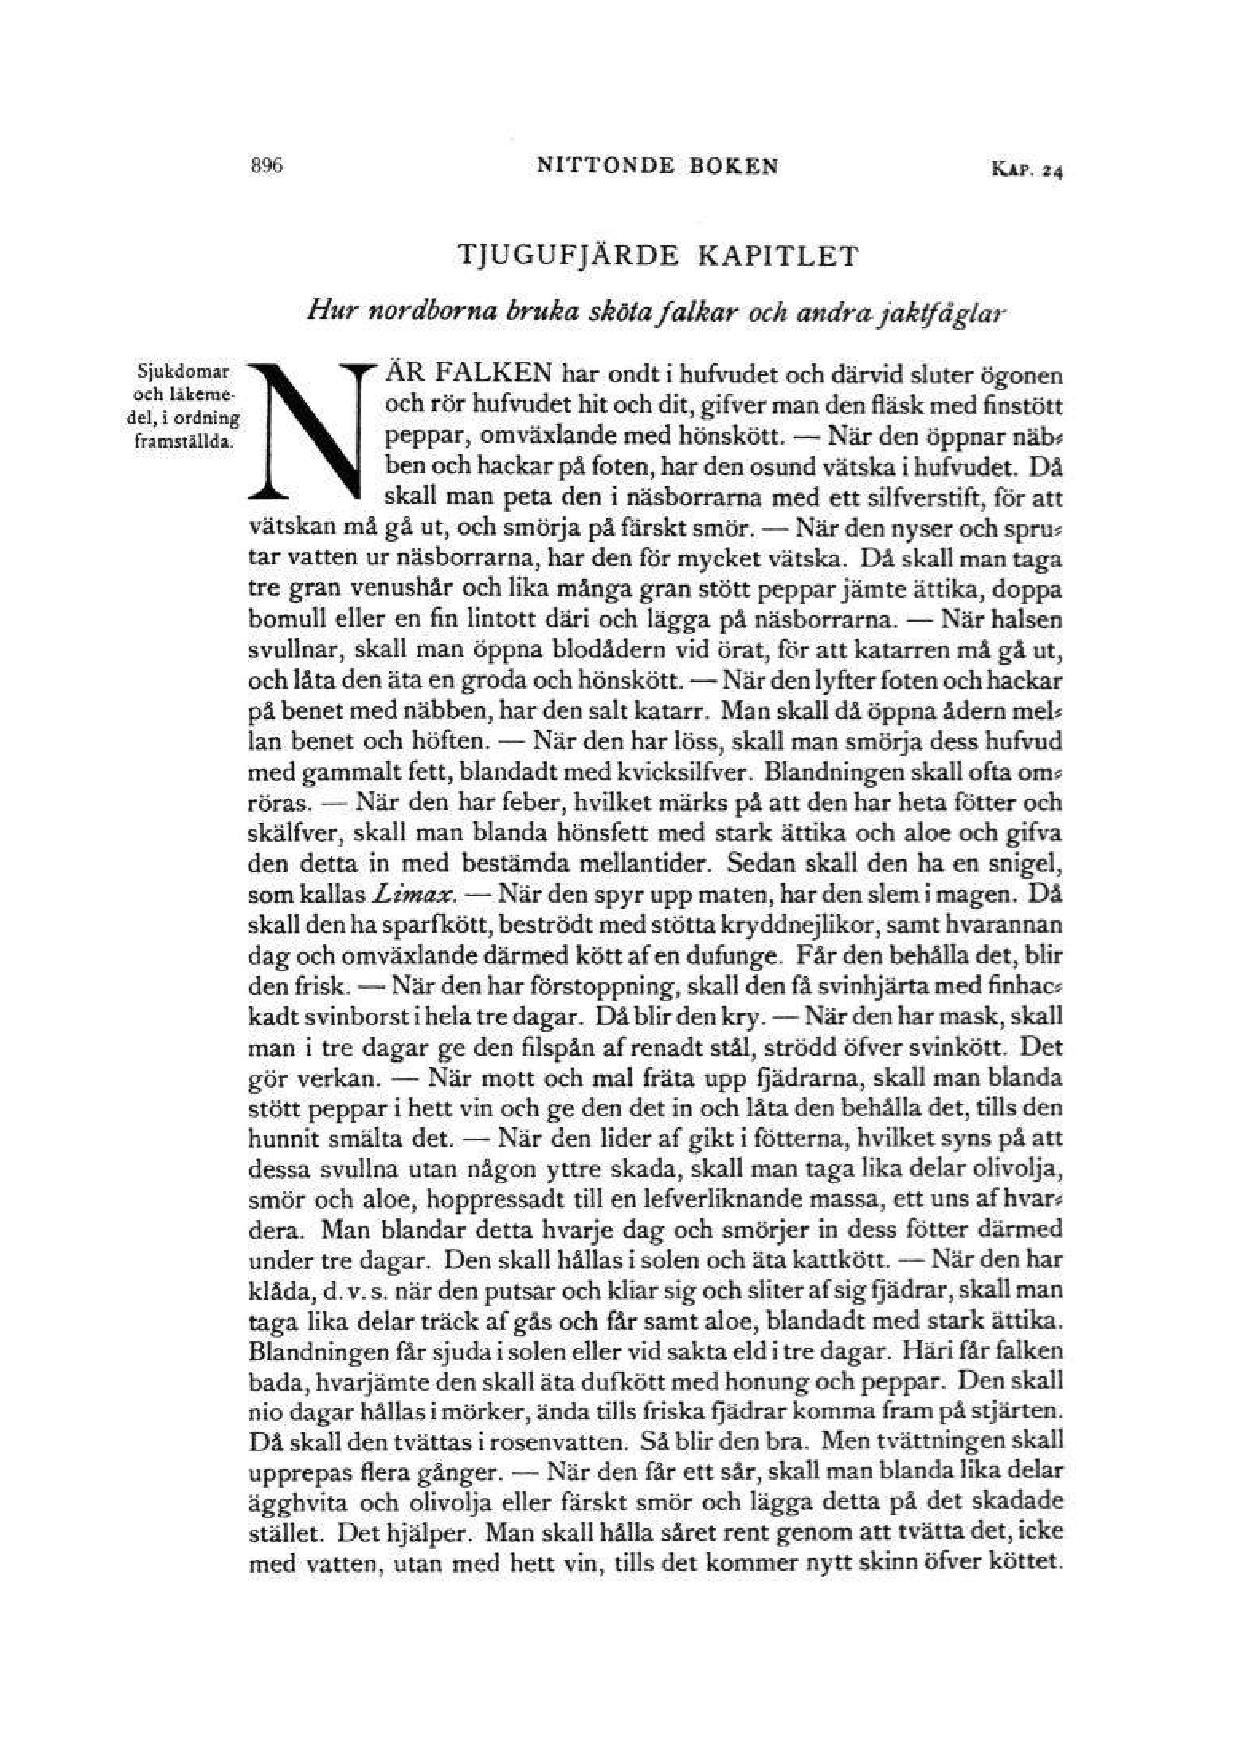 896
NITTONDE BOKEN
KAP. 24
TJUGUFJÄRDE KAPITLET
Hur nordborna bruka sköta falkar och andra jaktfåglar
Sjukdomar
och läkeme-
del, i ordning
framställda.
NÄR FALKEN har ondt i hufvudet och därvid sluter ögonen
och rör hufvudet hit och dit, gifver man den fläsk med finstött
peppar, omväxlande med hönskött. — När den öppnar näb-
ben och hackar på foten, har den osund vätska i hufvudet. Då
skall man peta den i näsborrarna med ett silfverstift, för att
vätskan må gå ut, och smörja på färskt smör. — När den nyser och spru-
tar vatten ur näsborrarna, har den för mycket vätska. Då skall man taga
tre gran venushår och lika många gran stött peppar jämte ättika, doppa
bomull eller en fin lintott däri och lägga på näsborrarna. — När halsen
svullnar, skall man öppna blodådern vid örat, för att katarren må gå ut,
och låta den äta en groda och hönskött. — När den lyfter foten och hackar
på benet med näbben, har den salt katarr. Man skall då öppna ådern mel-
lan benet och höften. — När den har löss, skall man smörja dess hufvud
med gammalt fett, blandadt med kvicksilfver. Blandningen skall ofta om-
röras. — När den har feber, hvilket märks på att den har heta fötter och
skälfver, skall man blanda hönsfett med stark ättika och aloe och gifva
den detta in med bestämda mellantider. Sedan skall den ha en snigel,
som kallas Limax. — När den spyr upp maten, har den slem i magen. Då
skall den ha sparfkött, beströdt med stötta kryddnejlikor, samt hvarannan
dag och omväxlande därmed kött af en dufunge. Får den behålla det, blir
den frisk. — När den har förstoppning, skall den få svinhjärta med finhac-
kadt svinborst i hela tre dagar. Då blir den kry. — När den har mask, skall
man i tre dagar ge den filspån af renadt stål, strödd öfver svinkött. Det
gör verkan. — När mott och mal fräta upp fjädrarna, skall man blanda
stött peppar i hett vin och ge den det in och låta den behålla det, tills den
hunnit smälta det. — När den lider af gikt i fötterna, hvilket syns på att
dessa svullna utan någon yttre skada, skall man taga lika delar olivolja,
smör och aloe, hoppressadt till en lefverliknande massa, ett uns af hvar-
dera. Man blandar detta hvarje dag och smörjer in dess fötter därmed
under tre dagar. Den skall hållas i solen och äta kattkött. — När den har
klåda, d. v. s. när den putsar och kliar sig och sliter af sig fjädrar, skall man
taga lika delar träck af gås och får samt aloe, blandadt med stark ättika.
Blandningen får sjuda i solen eller vid sakta eld i tre dagar. Häri får falken
bada, hvarjämte den skall äta dufkött med honung och peppar. Den skall
nio dagar hållas i mörker, ända tills friska fjädrar komma fram på stjärten.
Då skall den tvättas i rosenvatten. Så blir den bra. Men tvättningen skall
upprepas flera gånger. — När den får ett sår, skall man blanda lika delar
ägghvita och olivolja eller färskt smör och lägga detta på det skadade
stället. Det hjälper. Man skall hålla såret rent genom att tvätta det, icke
med vatten, utan med hett vin, tills det kommer nytt skinn öfver köttet.